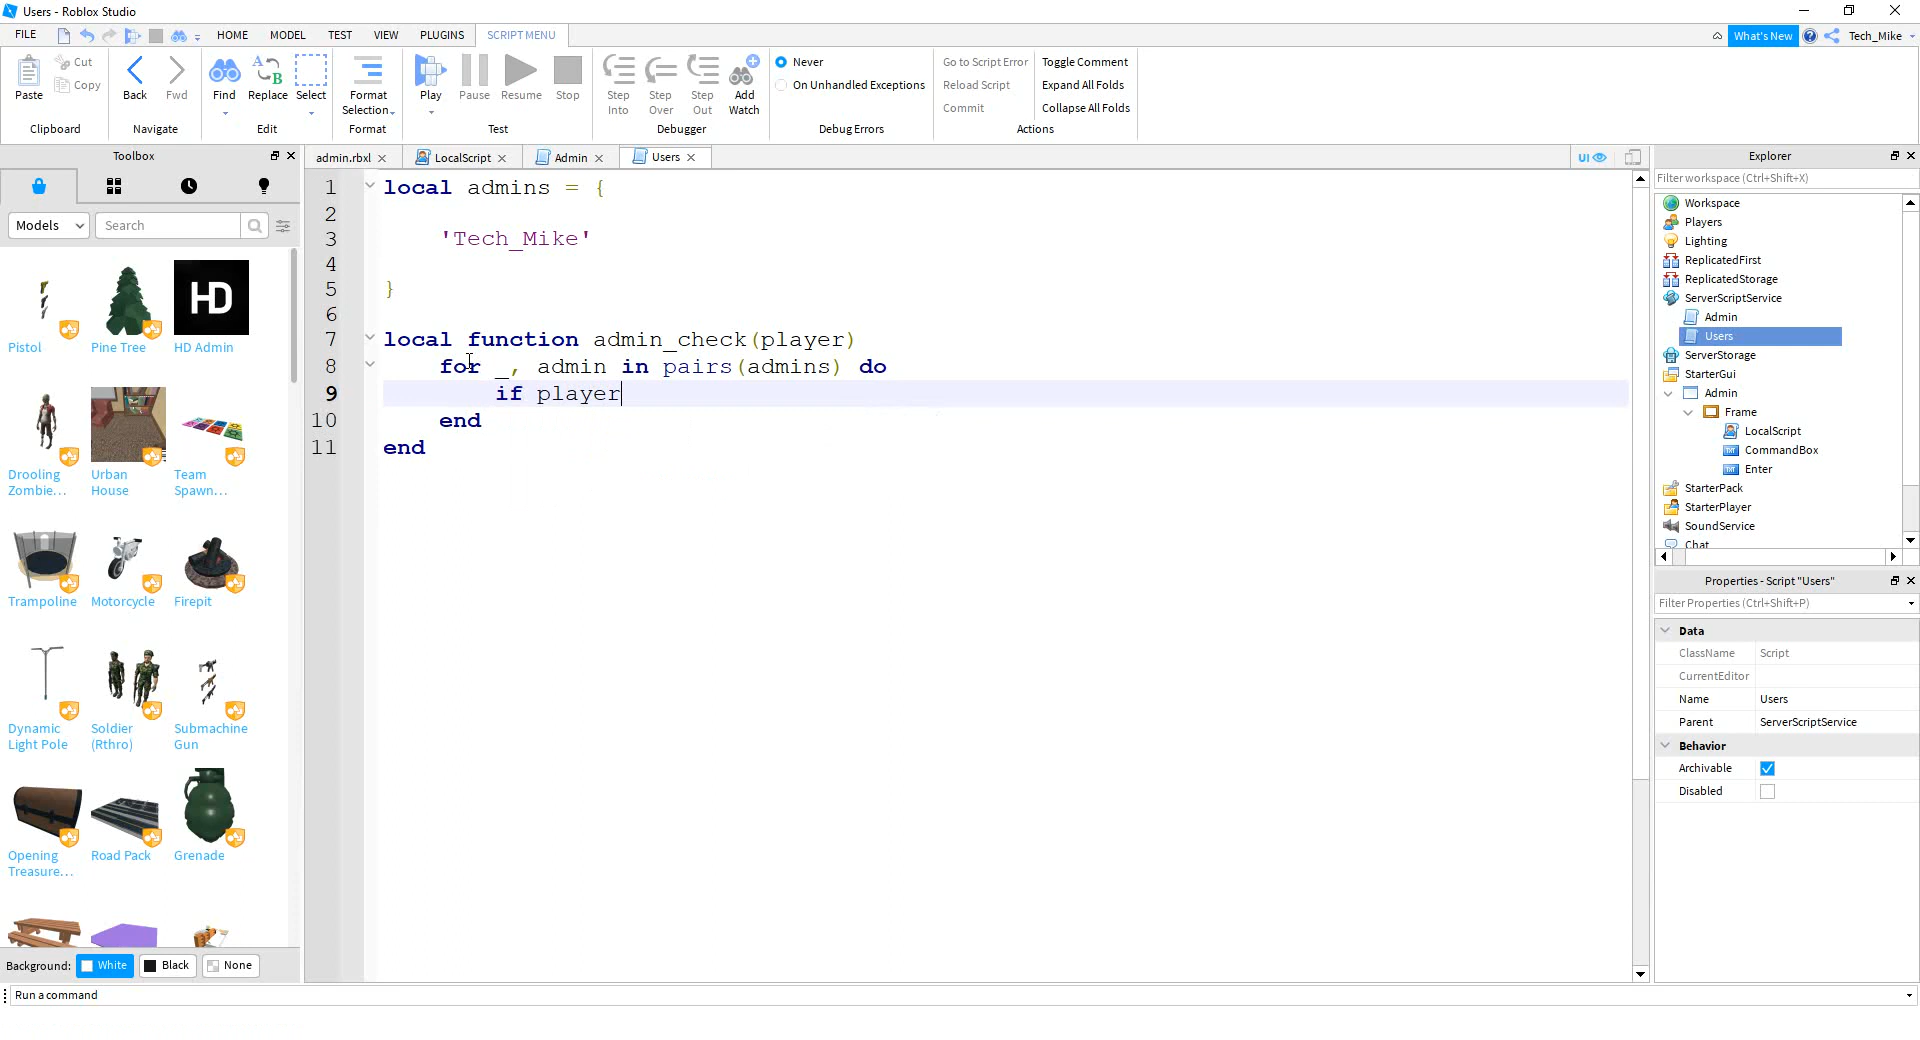 Users - Roblox Studio
FILE HOME MODEL TEST VIEW PLUGINS SCRIPT MENU What's New Tech_Mike
Paste Cut Copy
Clipboard
Back Fwd
Navigate
Find Replace Select
Edit
Format Selection
Format
Play Pause Resume Stop
Test
Step Into Step Over Step Out Add Watch
Debugger
Never
On Unhandled Exceptions
Debug Errors
Go to Script Error
Reload Script
Commit
Toggle Comment
Expand All Folds
Collapse All Folds
Actions
Toolbox
Models Search
Pistol Pine Tree HD Admin
HD
Drooling Zombie... Urban House Team Spawn...
Trampoline Motorcycle Firepit
Dynamic Light Pole Soldier (Rthro) Submachine Gun
Opening Treasure... Road Pack Grenade
Background: White Black None
admin.rbxl LocalScript Admin Users UI
1 local admins = {
2
3 'Tech_Mike'
4
5 }
6
7 local function admin_check(player)
8 for _, admin in pairs(admins) do
9 if player
10 end
11 end
Explorer
Filter workspace (Ctrl+Shift+X)
Workspace
Players
Lighting
ReplicatedFirst
ReplicatedStorage
ServerScriptService
Admin
Users
ServerStorage
StarterGui
Admin
Frame
LocalScript
CommandBox
Enter
StarterPack
StarterPlayer
SoundService
Chat
Properties - Script "Users"
Filter Properties (Ctrl+Shift+P)
Data
ClassName Script
CurrentEditor
Name Users
Parent ServerScriptService
Behavior
Archivable
Disabled
Run a command